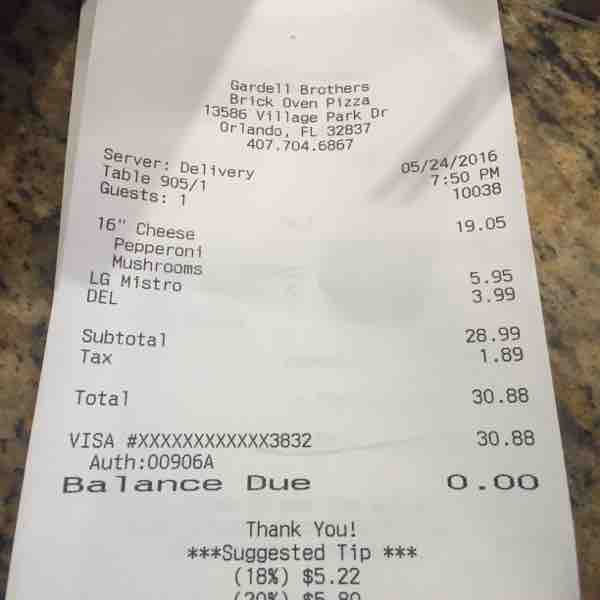 Gardell Brothers
Brick Oven Pizza
13586 Village Park Dr
Orlando, FL 32837
407.704.6867
Server: Delivery 05/24/2016
Table 905/1 7:50 PM
Guests: 1 10038
16" Cheese 19.05
Pepperoni
Mushrooms
LG Mistro 5.95
DEL 3.99
Subtotal 28.99
Tax 1.89
Total 30.88
VISA #XXXXXXXXXXXX3832 30.88
Auth:00906A
Balance Due 0.00
Thank You!
***Suggested Tip ***
(18%) $5.22
(20%) $5.80